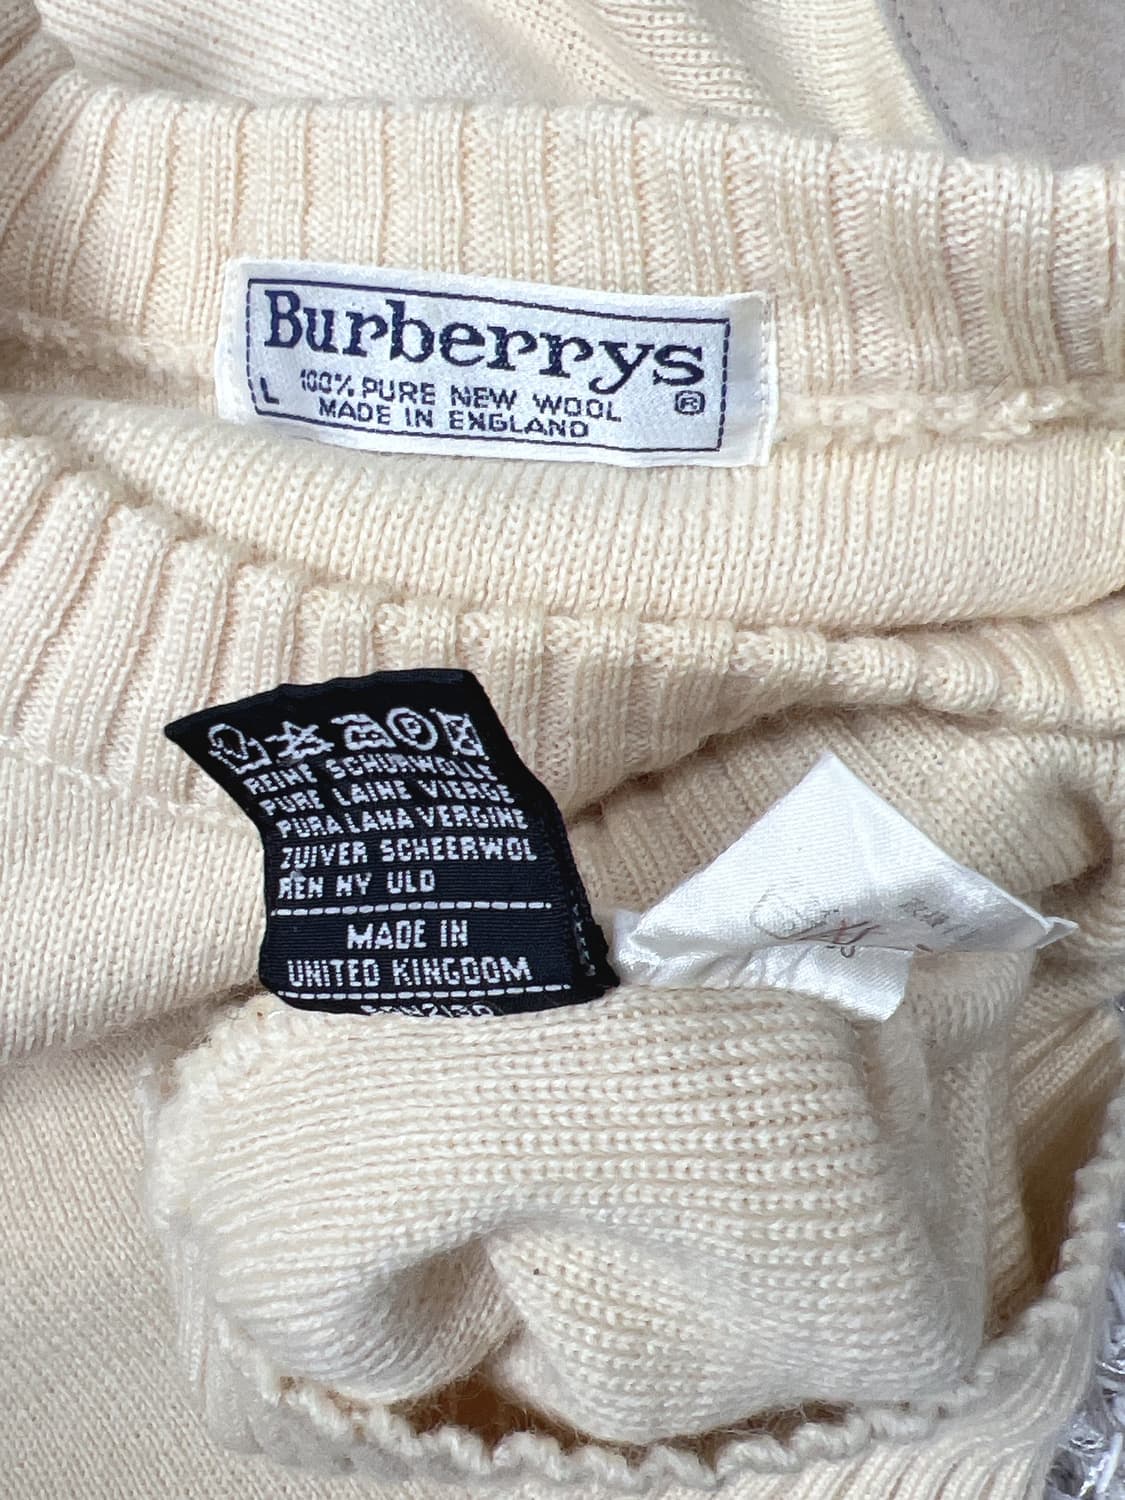 Burberrys
L 100% PURE NEW WOOL ®
MADE IN ENGLAND
REINE SCHURWOLLE
PURE LAINE VIERGE
PURA LANA VERGINE
ZUIVER SCHEERWOL
REN NY ULD
MADE IN
UNITED KINGDOM